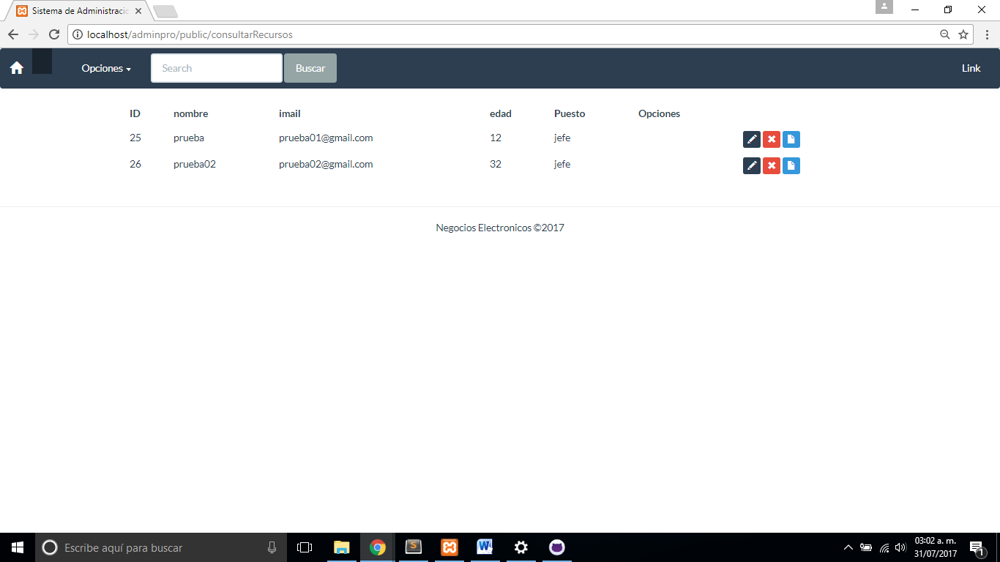 Sistema de Administracio
localhost/adminpro/public/consultarRecursos
Opciones Search Buscar Link
ID nombre imail edad Puesto Opciones
25 prueba prueba01@gmail.com 12 jefe
26 prueba02 prueba02@gmail.com 32 jefe
Negocios Electronicos ©2017
Escribe aquí para buscar
03:02 a. m.
31/07/2017
1